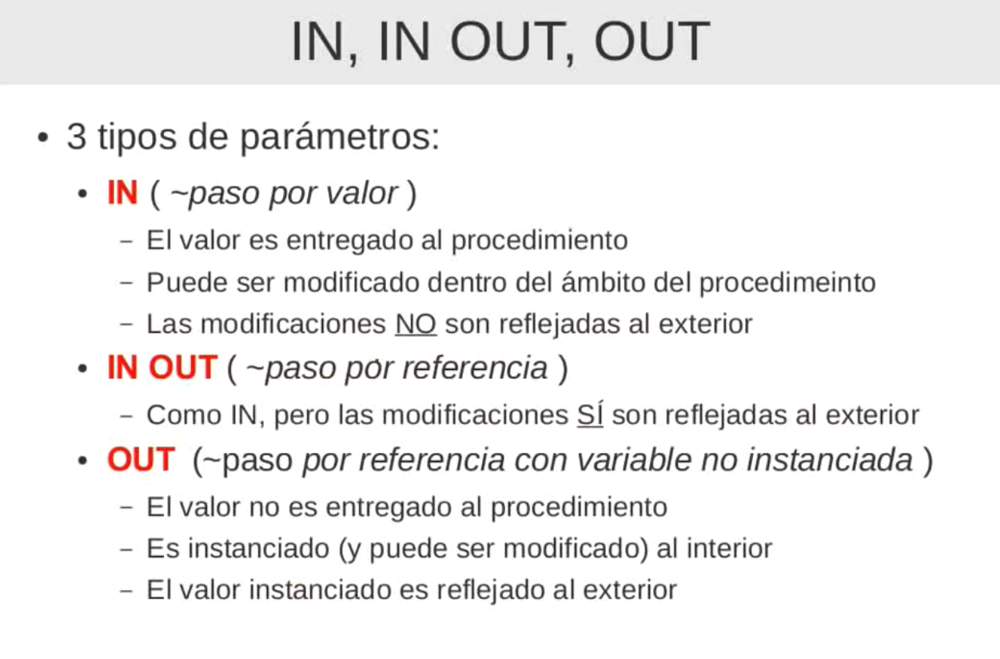 IN, IN OUT, OUT
• 3 tipos de parámetros:
• IN ( ~paso por valor )
– El valor es entregado al procedimiento
– Puede ser modificado dentro del ámbito del procedimeinto
– Las modificaciones NO son reflejadas al exterior
• IN OUT ( ~paso por referencia )
– Como IN, pero las modificaciones SÍ son reflejadas al exterior
• OUT (~paso por referencia con variable no instanciada )
– El valor no es entregado al procedimiento
– Es instanciado (y puede ser modificado) al interior
– El valor instanciado es reflejado al exterior